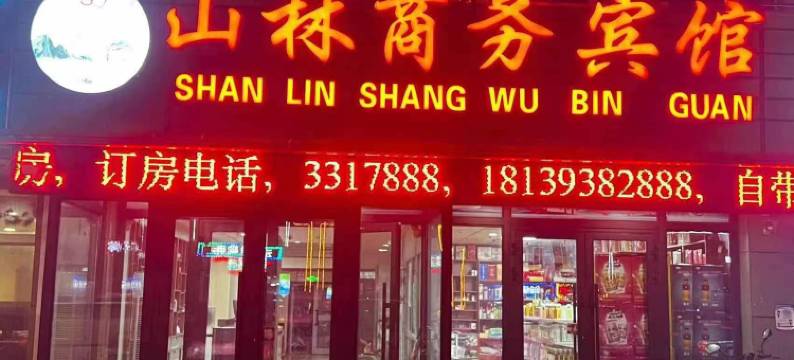 山林商务宾馆
SHAN LIN SHANG WU BIN GUAN
房，订房电话，3317888，18139382888，自带